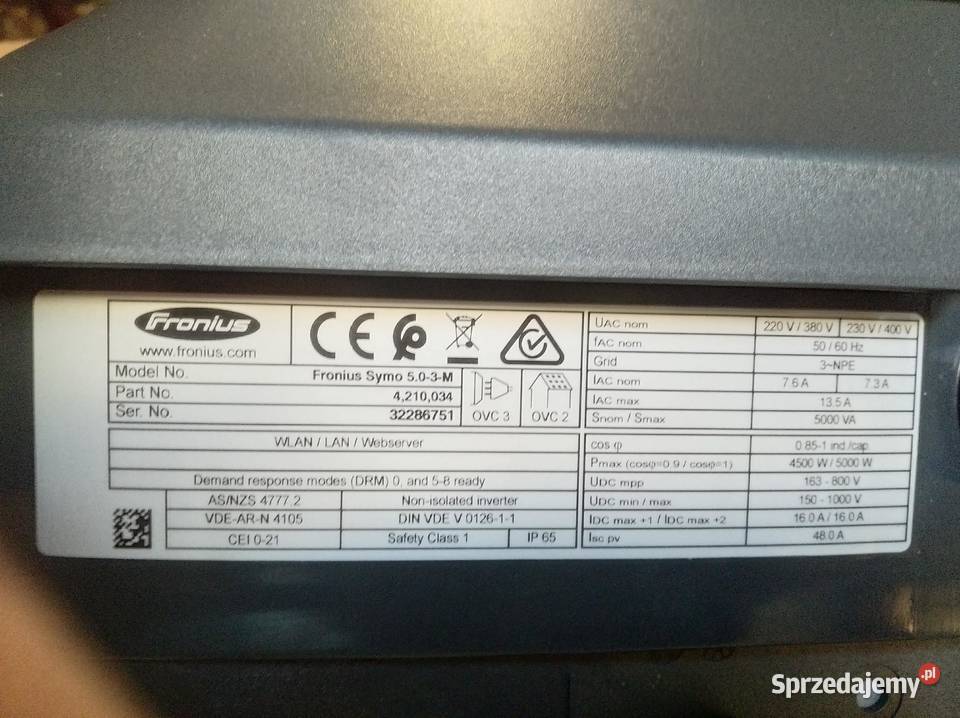 Fronius
www.fronius.com
CE
Model No. Fronius Symo 5.0-3-M
Part No. 4,210,034
Ser. No. 32286751
OVC 3 OVC 2
WLAN / LAN / Webserver
Demand response modes (DRM) 0, and 5-8 ready
AS/NZS 4777.2 Non-isolated inverter
VDE-AR-N 4105 DIN VDE V 0126-1-1
CEI 0-21 Safety Class 1 IP 65
UAC nom 220 V / 380 V 230 V / 400 V
fAC nom 50 / 60 Hz
Grid 3~NPE
IAC nom 7.6 A 7.3 A
IAC max 13.5 A
Snom / Smax 5000 VA
cos φ 0.85-1 ind./cap.
Pmax (cosφ=0.9 / cosφ=1) 4500 W / 5000 W
UDC mpp 163 - 800 V
UDC min / max 150 - 1000 V
IDC max +1 / IDC max +2 16.0 A / 16.0 A
Isc pv 48.0 A
Sprzedajemy.pl